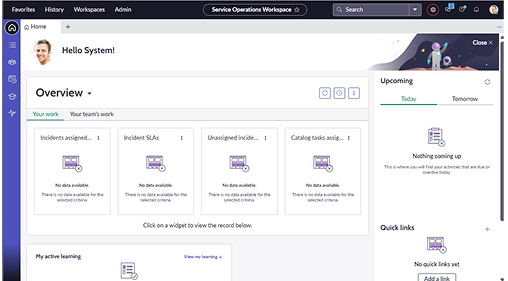 Favorites History Workspaces Admin Service Operations Workspace Search
Home
Hello System!
Close
Overview
Your work Your team's work
Incidents assigned... Incident SLAs Unassigned incide... Catalog tasks assig...
No data available. No data available. No data available. No data available.
There is no data available for the There is no data available for the There is no data available for the There is no data available for the
selected criteria. selected criteria. selected criteria. selected criteria.
Click on a widget to view the record below.
My active learning View my learning
Upcoming
Today Tomorrow
Nothing coming up
This is where you will find your activities that are due or
overdue today.
Quick links
No quick links yet
Add a link